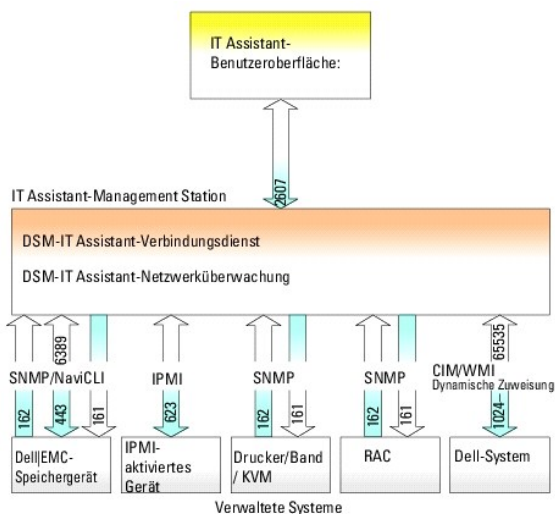 IT Assistant-
Benutzeroberfläche:
2607
IT Assistant-Management Station
DSM-IT Assistant-Verbindungsdienst
DSM-IT Assistant-Netzwerküberwachung
6389
65535
SNMP/NaviCLI
IPMI
SNMP
SNMP
CIM/WMI
Dynamische Zuweisung
162
443
161
623
162
161
162
161
1024–
Dell|EMC-
Speichergerät
IPMI-
aktiviertes
Gerät
Drucker/Band
/ KVM
RAC
Dell-System
Verwaltete Systeme